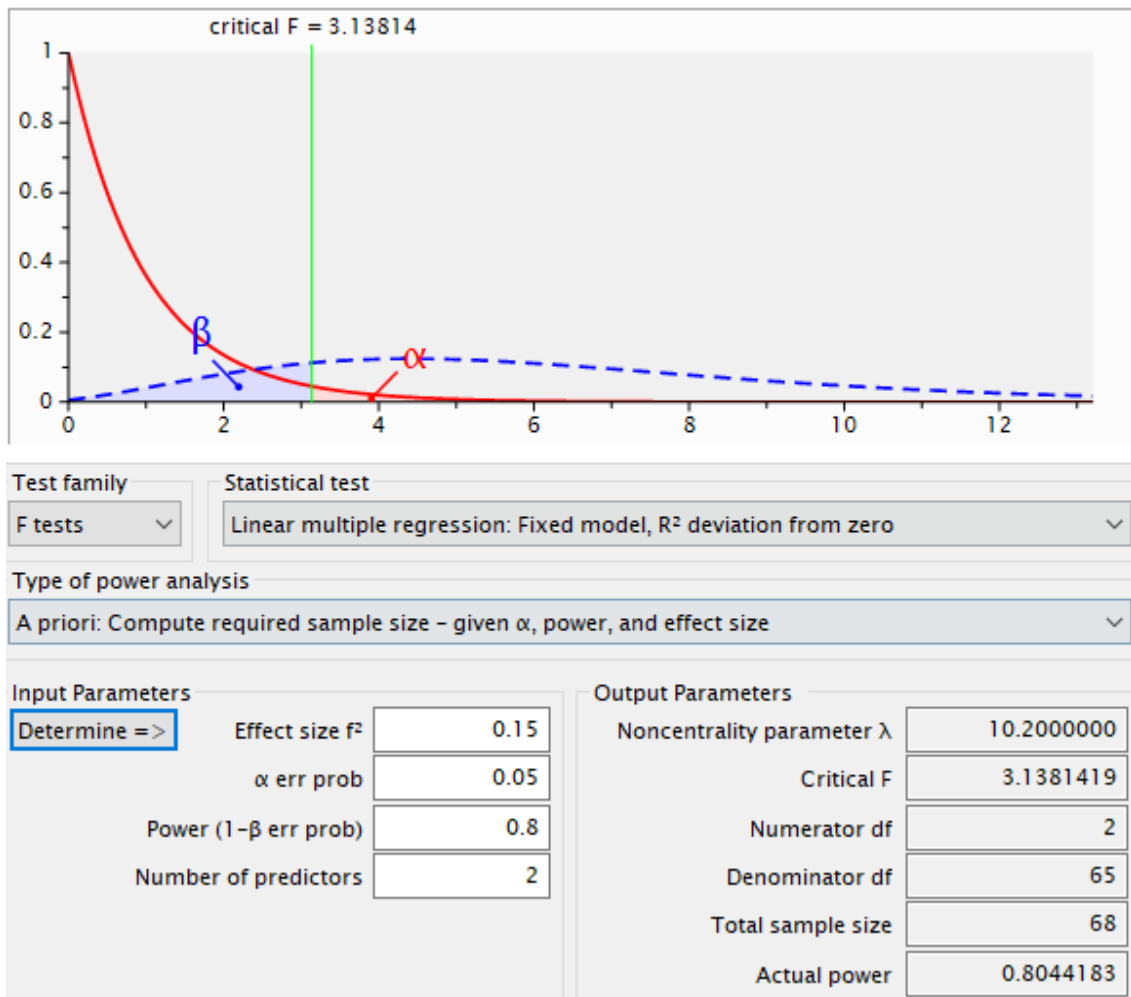 critical F = 3.13814
1
0.8
0.6
0.4
0.2
0
β
α
0 2 4 6 8 10 12
Test family
Statistical test
F tests
Linear multiple regression: Fixed model, R² deviation from zero
Type of power analysis
A priori: Compute required sample size – given α, power, and effect size
Input Parameters
Determine =>
Effect size f² 0.15
α err prob 0.05
Power (1–β err prob) 0.8
Number of predictors 2
Output Parameters
Noncentrality parameter λ 10.2000000
Critical F 3.1381419
Numerator df 2
Denominator df 65
Total sample size 68
Actual power 0.8044183